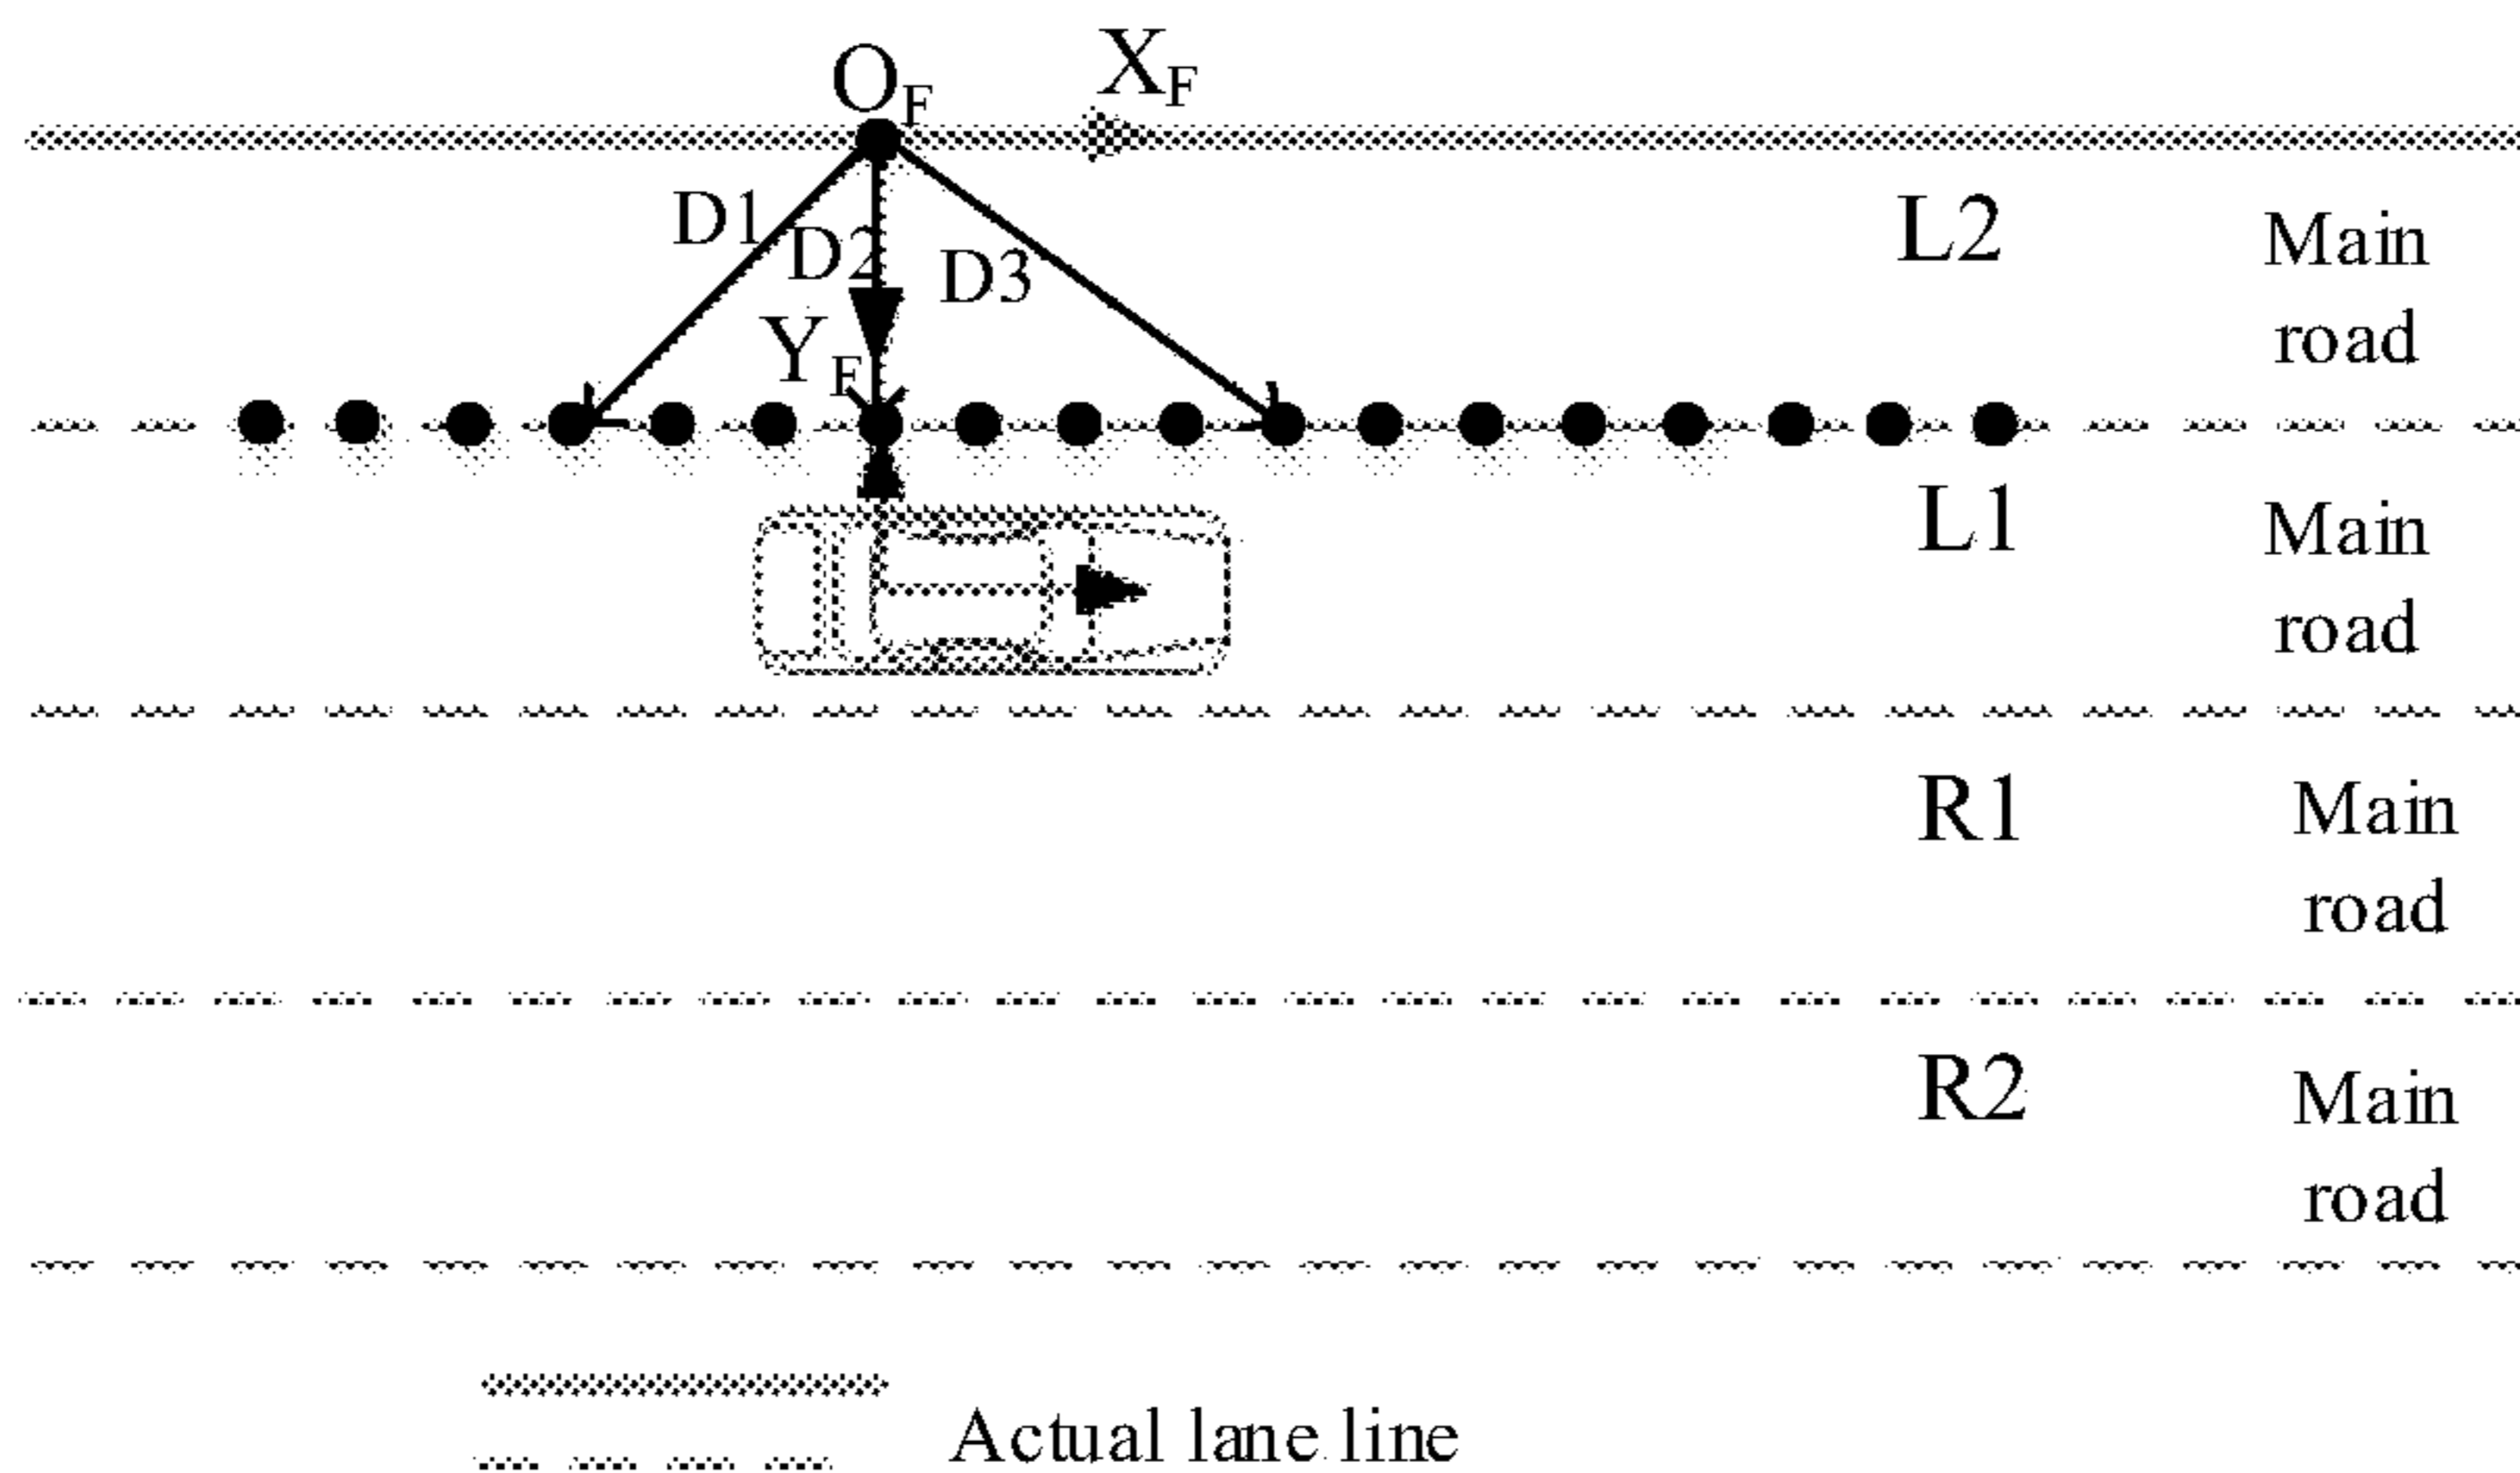 O_F X_F
D1 D2 D3
Y_F
L2 Main
road
L1 Main
road
R1 Main
road
R2 Main
road
Actual lane line